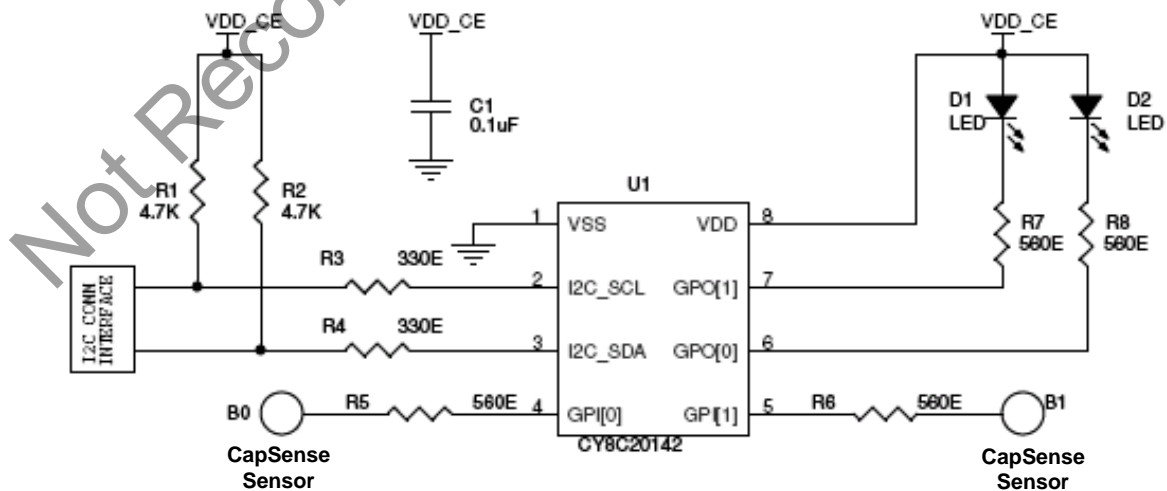 Not Recom
VDD_CE
VDD_CE
VDD_CE
C1
0.1uF
D1
LED
D2
LED
R1
4.7K
R2
4.7K
U1
1
VSS
VDD
8
R7
560E
R8
560E
R3
330E
2
I2C_SCL
GPO[1]
7
I2C CONN
INTERFACE
R4
330E
3
I2C_SDA
GPO[0]
6
B0
R5
560E
4
GPI[0]
GPI[1]
5
R6
560E
B1
CY8C20142
CapSense
Sensor
CapSense
Sensor